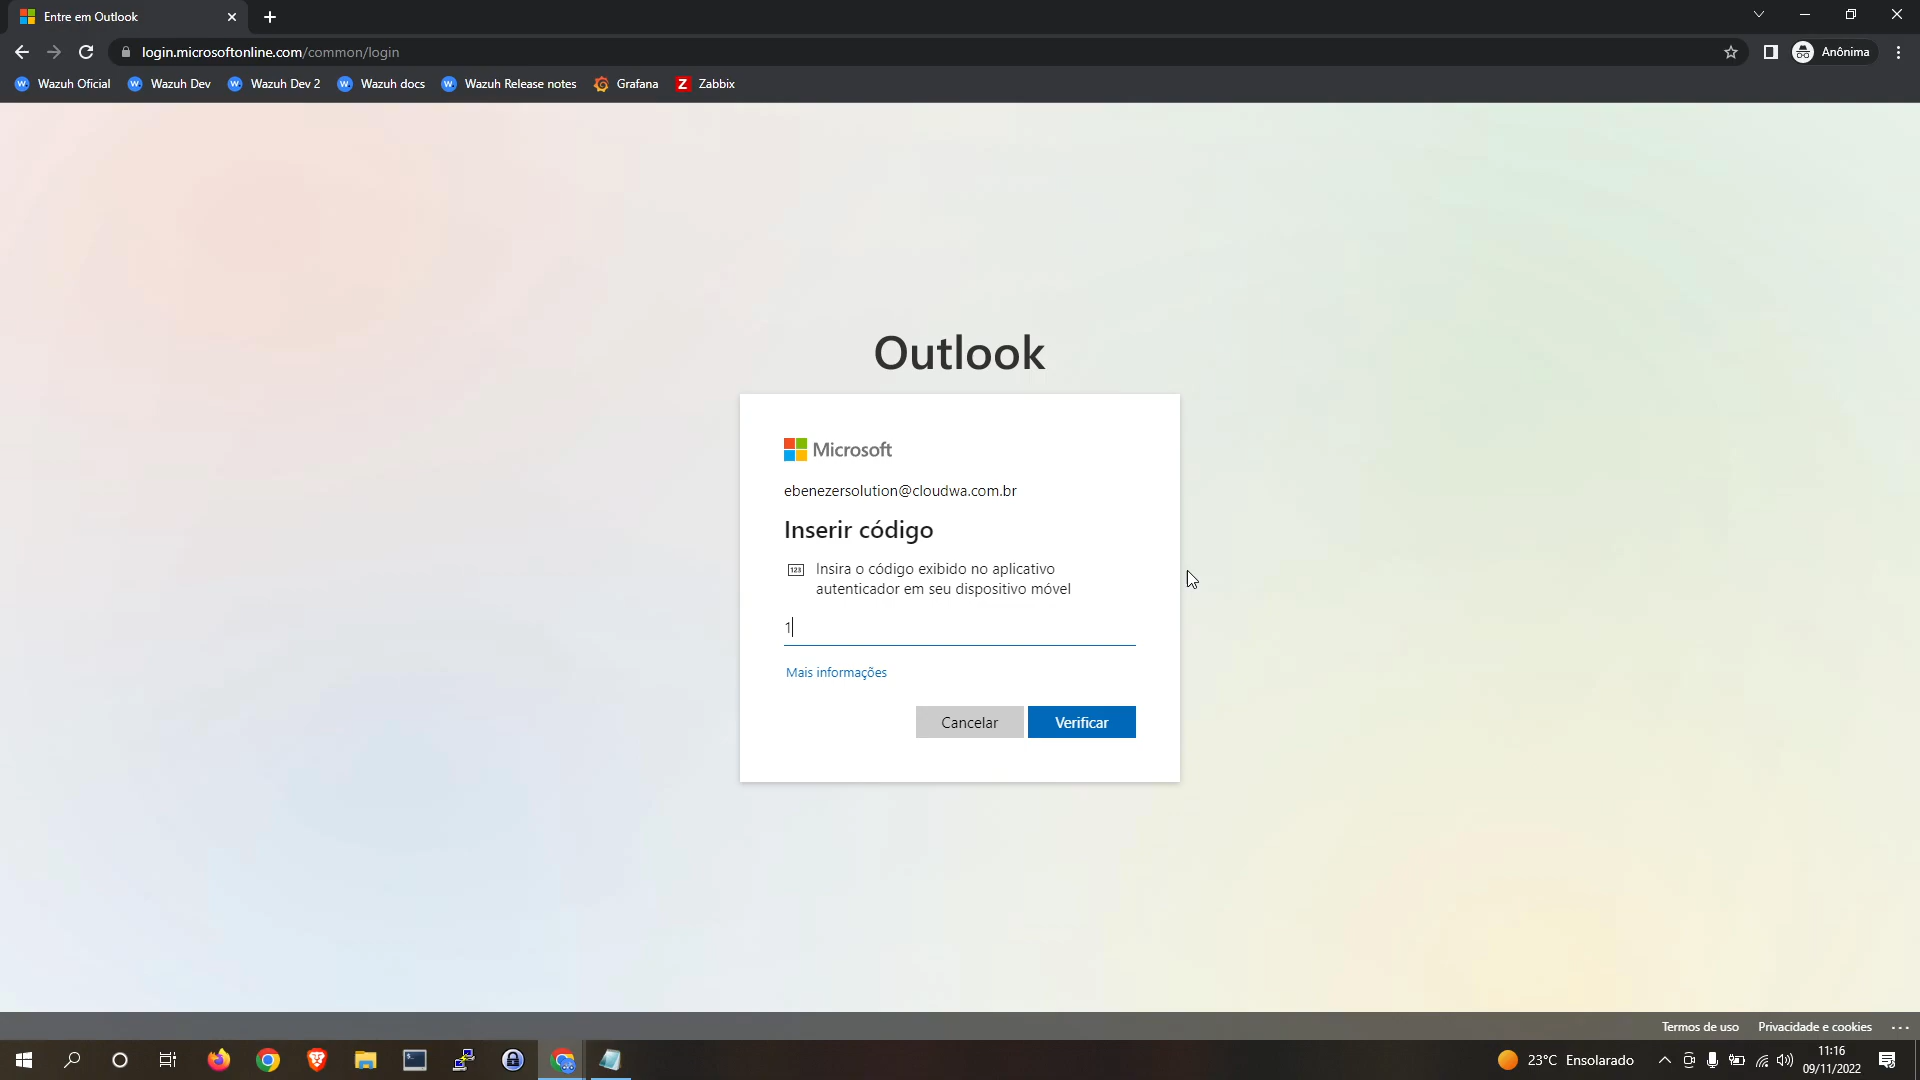 Entre em Outlook
login.microsoftonline.com/common/login
Anônima
Wazuh Oficial
Wazuh Dev
Wazuh Dev 2
Wazuh docs
Wazuh Release notes
Grafana
Z
Zabbix
Outlook
Microsoft
ebenezersolution@cloudwa.com.br
Inserir código
123
Insira o código exibido no aplicativo
autenticador em seu dispositivo móvel
1
Mais informações
Cancelar
Verificar
Termos de uso
Privacidade e cookies
23°C Ensolarado
11:16
09/11/2022